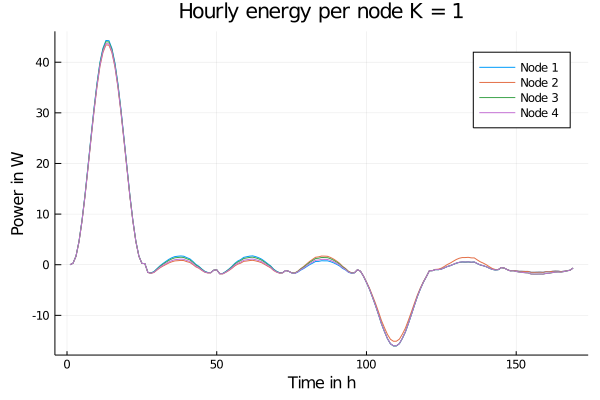 Hourly energy per node K = 1
Power in W
40
30
20
10
0
-10
Node 1
Node 2
Node 3
Node 4
0
50
100
150
Time in h